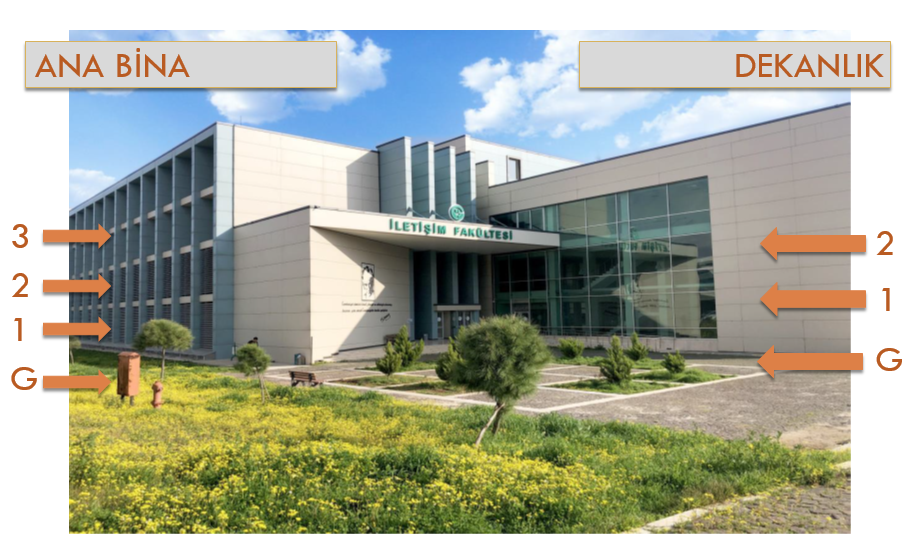 ANA BİNA
DEKANLIK
İLETİŞİM FAKÜLTESİ
3
2
1
G
2
1
G